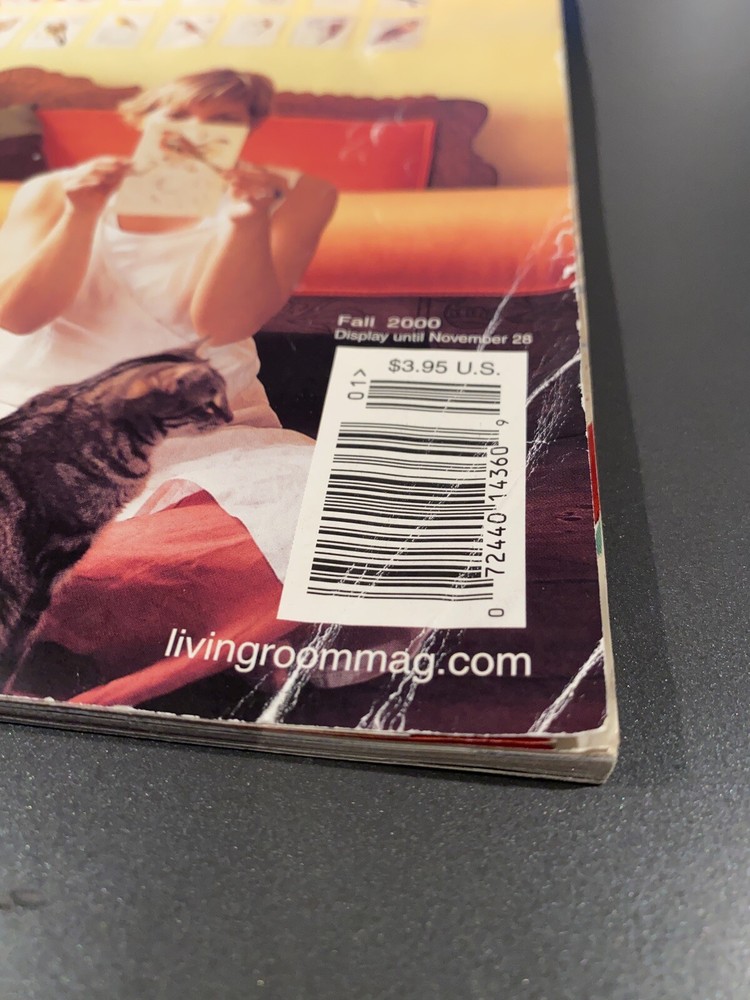 Fall 2000
Display until November 28
$3.95 U.S.
01>
0 72440 14360 9
livingroommag.com